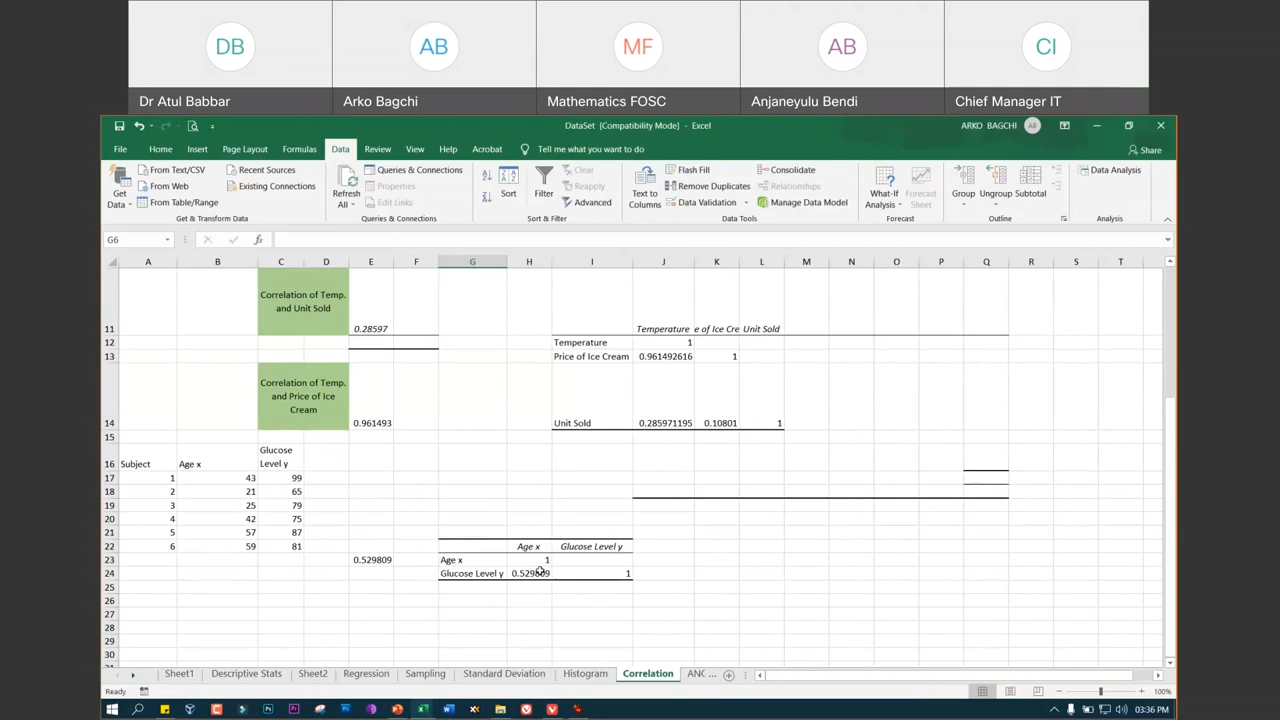 DB
AB
MF
AB
CI
Dr Atul Babbar
Arko Bagchi
Mathematics FOSC
Anjaneyulu Bendi
Chief Manager IT
DataSet [Compatibility Mode] - Excel
ARKO BAGCHI
AB
File Home Insert Page Layout Formulas Data Review View Help Acrobat Tell me what you want to do
Share
Get Data
From Text/CSV
From Web
From Table/Range
Recent Sources
Existing Connections
Get & Transform Data
Refresh All
Queries & Connections
Properties
Edit Links
Queries & Connections
Sort
Filter
Clear
Reapply
Advanced
Sort & Filter
Text to Columns
Flash Fill
Remove Duplicates
Data Validation
Consolidate
Relationships
Manage Data Model
Data Tools
What-If Analysis
Forecast Sheet
Forecast
Group
Ungroup
Subtotal
Outline
Data Analysis
Analysis
G6
fx
A B C D E F G H I J K L M N O P Q R S T
Correlation of Temp. and Unit Sold
11 0.28597 Temperature e of Ice Cre Unit Sold
12 Temperature 1
13 Price of Ice Cream 0.961492616 1
Correlation of Temp. and Price of Ice Cream
14 0.961493 Unit Sold 0.285971195 0.10801 1
15
16 Subject Age x Glucose Level y
17 1 43 99
18 2 21 65
19 3 25 79
20 4 42 75
21 5 57 87
22 6 59 81 Age x Glucose Level y
23 0.529809 Age x 1
24 Glucose Level y 0.529809 1
25
26
27
28
29
30
Sheet1 Descriptive Stats Sheet2 Regression Sampling Standard Deviation Histogram Correlation ANC ...
Ready
100%
03:36 PM